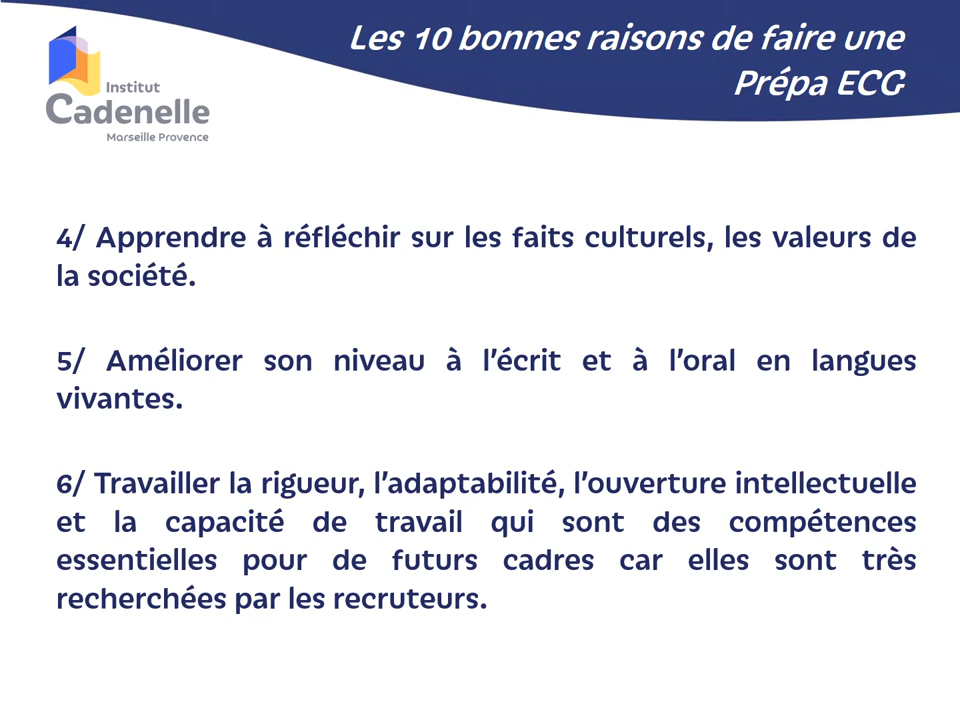 Les 10 bonnes raisons de faire une
Prépa ECG
Institut
Cadenelle
Marseille Provence
4/ Apprendre à réfléchir sur les faits culturels, les valeurs de
la société.
5/ Améliorer son niveau à l'écrit et à l'oral en langues
vivantes.
6/ Travailler la rigueur, l'adaptabilité, l'ouverture intellectuelle
et la capacité de travail qui sont des compétences
essentielles pour de futurs cadres car elles sont très
recherchées par les recruteurs.